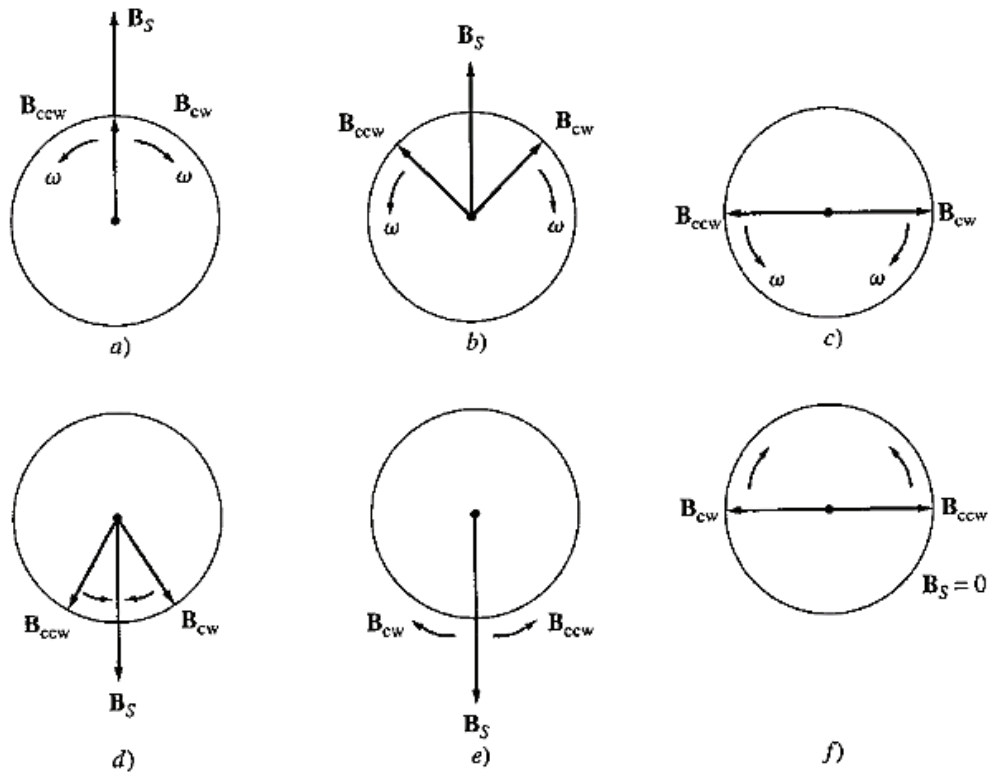 B_S
B_ccw B_cw
ω ω
a)
B_S
B_ccw B_cw
ω ω
b)
B_ccw B_cw
ω ω
c)
B_ccw B_cw
B_S
d)
B_cw B_ccw
B_S
e)
B_cw B_ccw
B_S = 0
f)